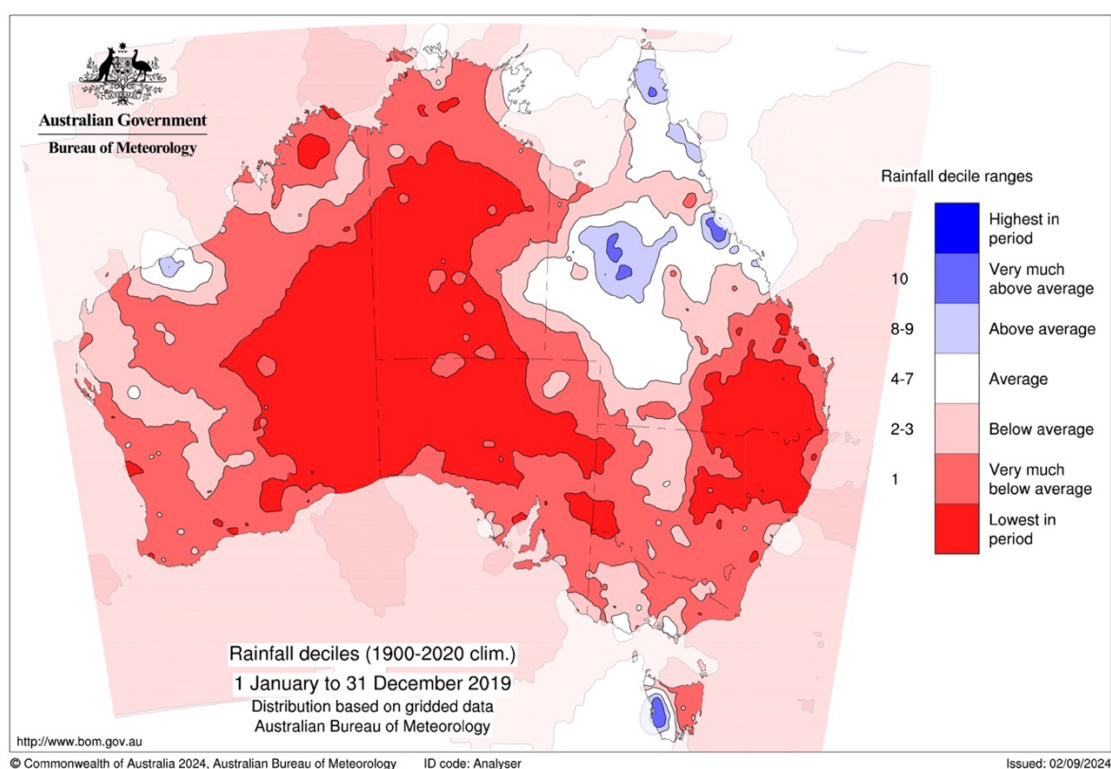 AUSTRALIA
Australian Government
Bureau of Meteorology
Rainfall decile ranges
Highest in
period
10
Very much
above average
8-9
Above average
4-7
Average
2-3
Below average
1
Very much
below average
Lowest in
period
Rainfall deciles (1900-2020 clim.)
1 January to 31 December 2019
Distribution based on gridded data
Australian Bureau of Meteorology
http://www.bom.gov.au
© Commonwealth of Australia 2024, Australian Bureau of Meteorology ID code: Analyser Issued: 02/09/2024